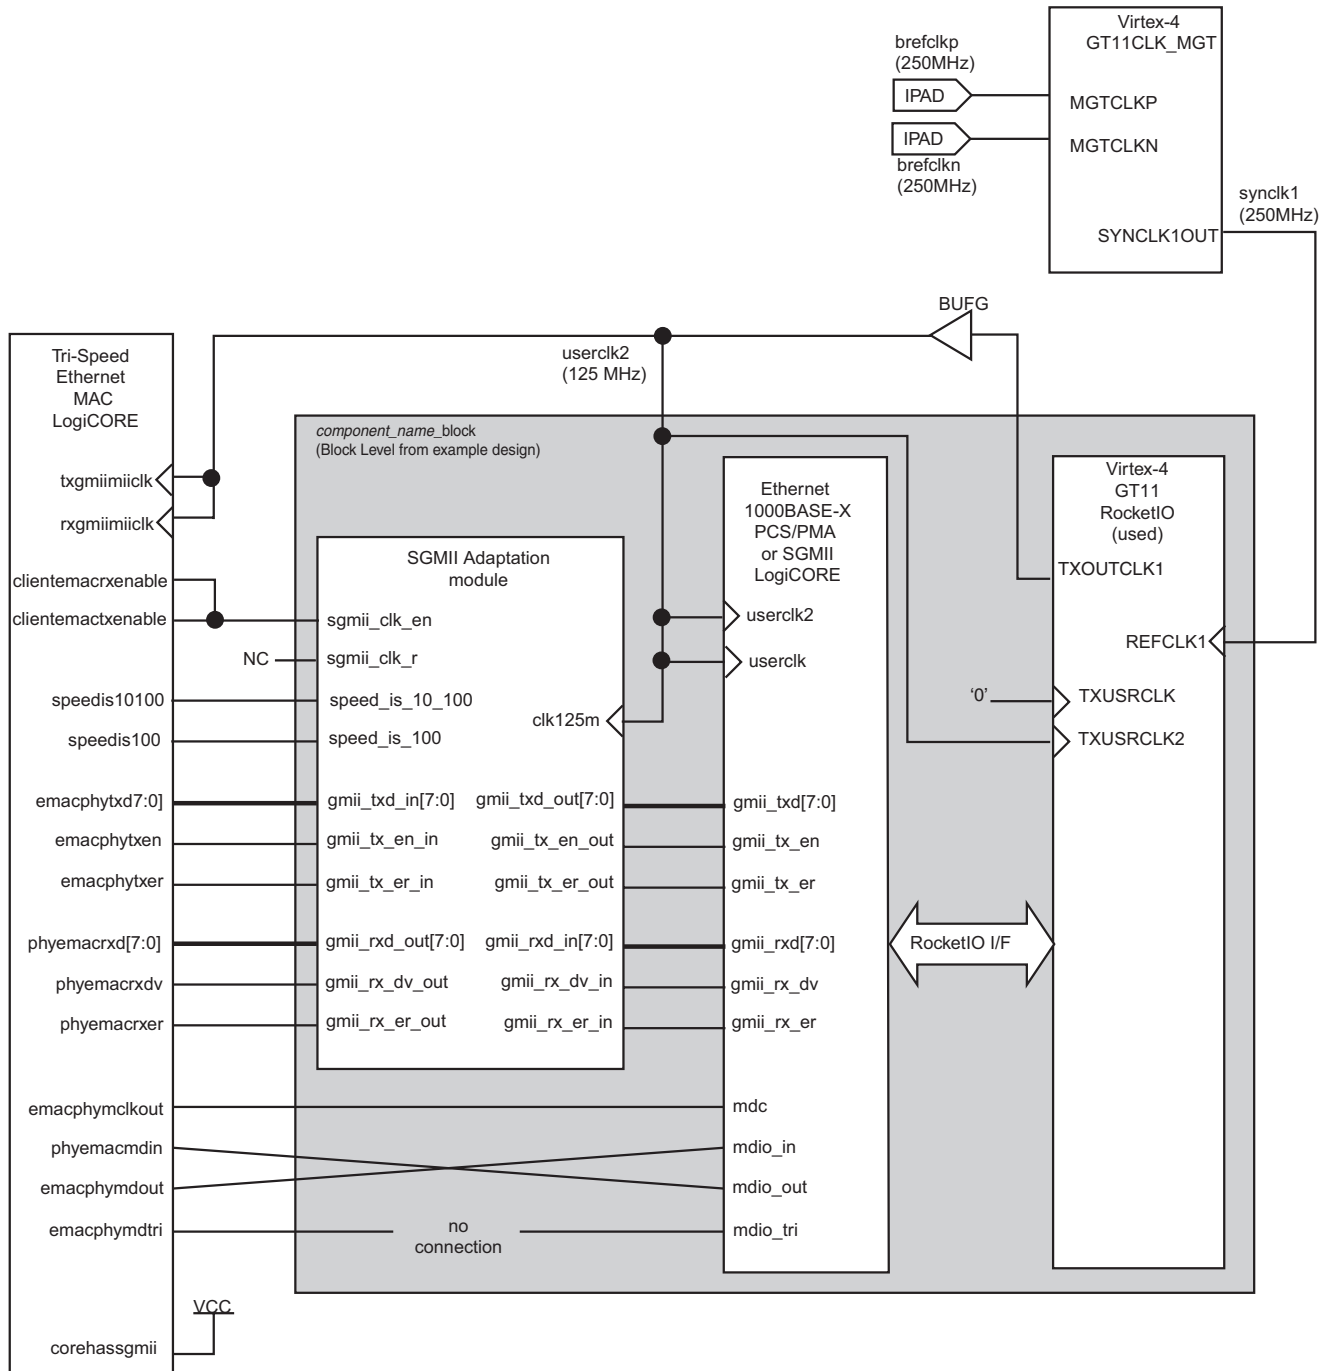 Virtex-4
GT11CLK_MGT
brefclkp
(250MHz)
IPAD
MGTCLKP
IPAD
MGTCLKN
brefclkn
(250MHz)
synclk1
(250MHz)
SYNCLK1OUT
BUFG
userclk2
(125 MHz)
Tri-Speed
Ethernet
MAC
LogiCORE
component_name_block
(Block Level from example design)
txgmiimiiclk
rxgmiimiiclk
clientemacrxenable
clientemactxenable
speedis10100
speedis100
emacphytxd7:0]
emacphytxen
emacphytxer
phyemacrxd[7:0]
phyemacrxdv
phyemacrxer
emacphymclkout
phyemacmdin
emacphymdout
emacphymdtri
VCC
corehassgmii
SGMII Adaptation
module
sgmii_clk_en
NC
sgmii_clk_r
speed_is_10_100
clk125m
speed_is_100
gmii_txd_in[7:0]
gmii_txd_out[7:0]
gmii_tx_en_in
gmii_tx_en_out
gmii_tx_er_in
gmii_tx_er_out
gmii_rxd_out[7:0]
gmii_rxd_in[7:0]
gmii_rx_dv_out
gmii_rx_dv_in
gmii_rx_er_out
gmii_rx_er_in
no
connection
Ethernet
1000BASE-X
PCS/PMA
or SGMII
LogiCORE
userclk2
userclk
gmii_txd[7:0]
gmii_tx_en
gmii_tx_er
gmii_rxd[7:0]
gmii_rx_dv
gmii_rx_er
mdc
mdio_in
mdio_out
mdio_tri
RocketIO I/F
Virtex-4
GT11
RocketIO
(used)
TXOUTCLK1
REFCLK1
‘0’
TXUSRCLK
TXUSRCLK2